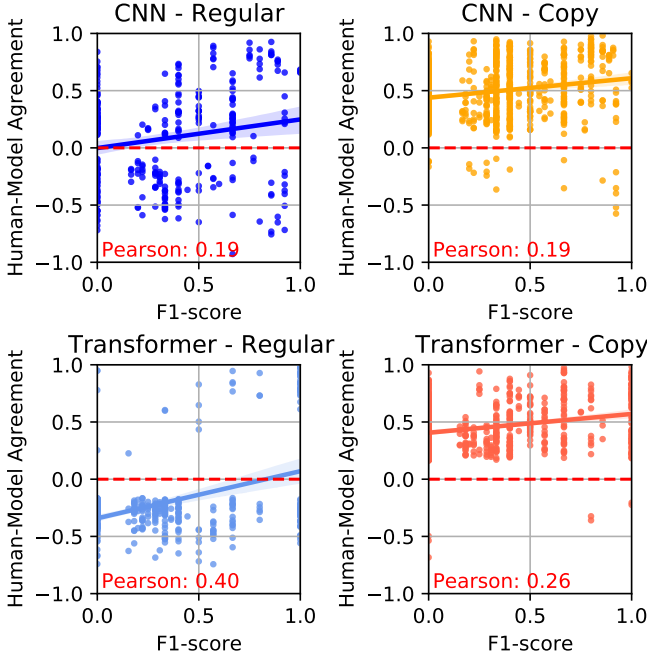 CNN - Regular
Human-Model Agreement
1.0
0.5
0.0
−0.5
−1.0
Pearson: 0.19
0.0 0.5 1.0
F1-score
CNN - Copy
Human-Model Agreement
1.0
0.5
0.0
−0.5
−1.0
Pearson: 0.19
0.0 0.5 1.0
F1-score
Transformer - Regular
Human-Model Agreement
1.0
0.5
0.0
−0.5
−1.0
Pearson: 0.40
0.0 0.5 1.0
F1-score
Transformer - Copy
Human-Model Agreement
1.0
0.5
0.0
−0.5
−1.0
Pearson: 0.26
0.0 0.5 1.0
F1-score